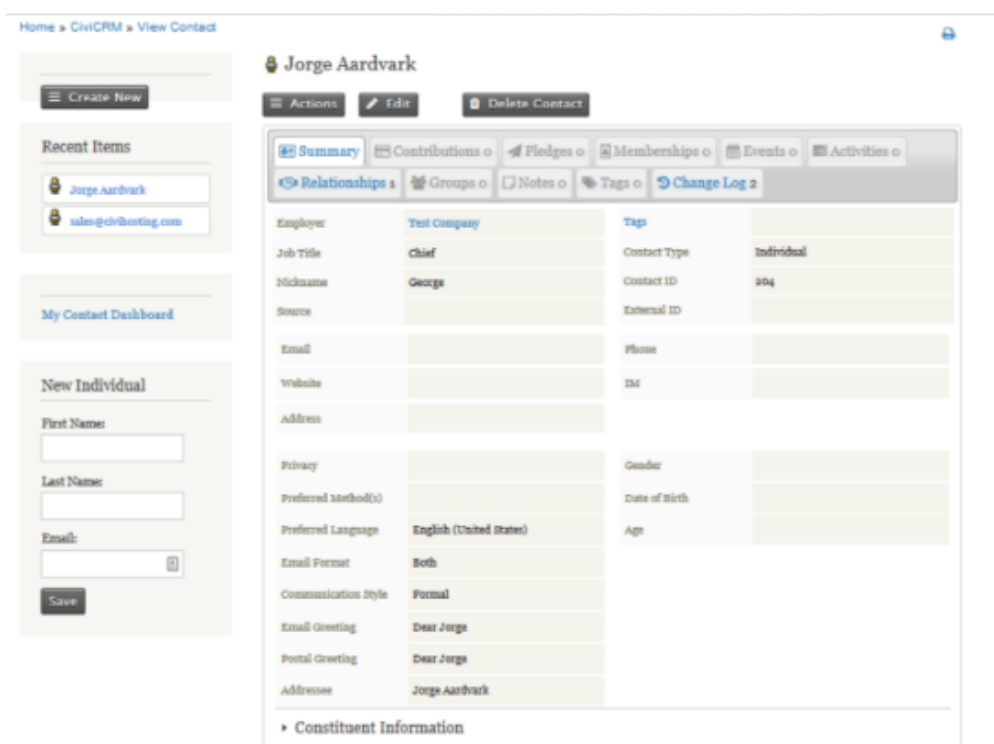 Home » CiviCRM » View Contact
Create New
Recent Items
Jorge Aardvark
sales@civihosting.com
My Contact Dashboard
New Individual
First Name:
Last Name:
Email:
Save
Jorge Aardvark
Actions Edit Delete Contact
Summary Contributions 0 Pledges 0 Memberships 0 Events 0 Activities 0
Relationships 1 Groups 0 Notes 0 Tags 0 Change Log 2
Employer Test Company Tags
Job Title Chief Contact Type Individual
Nickname George Contact ID 204
Source External ID
Email Phone
Website IM
Address
Privacy Gender
Preferred Method(s) Date of Birth
Preferred Language English (United States) Age
Email Format Both
Communication Style Formal
Email Greeting Dear Jorge
Postal Greeting Dear Jorge
Addressee Jorge Aardvark
Constituent Information